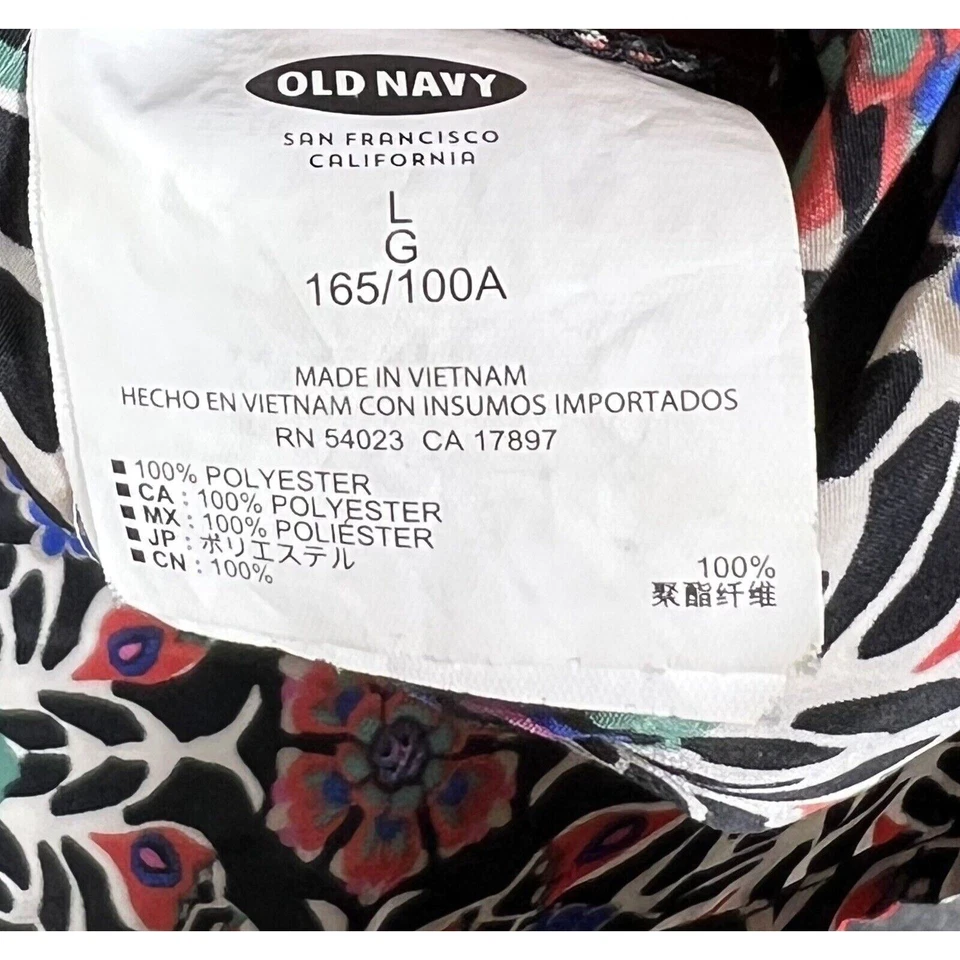 OLD NAVY
SAN FRANCISCO
CALIFORNIA
L
G
165/100A
MADE IN VIETNAM
HECHO EN VIETNAM CON INSUMOS IMPORTADOS
RN 54023 CA 17897
100% POLYESTER
CA : 100% POLYESTER
MX : 100% POLIÉSTER
JP : ポリエステル
CN : 100%
100%
聚酯纤维